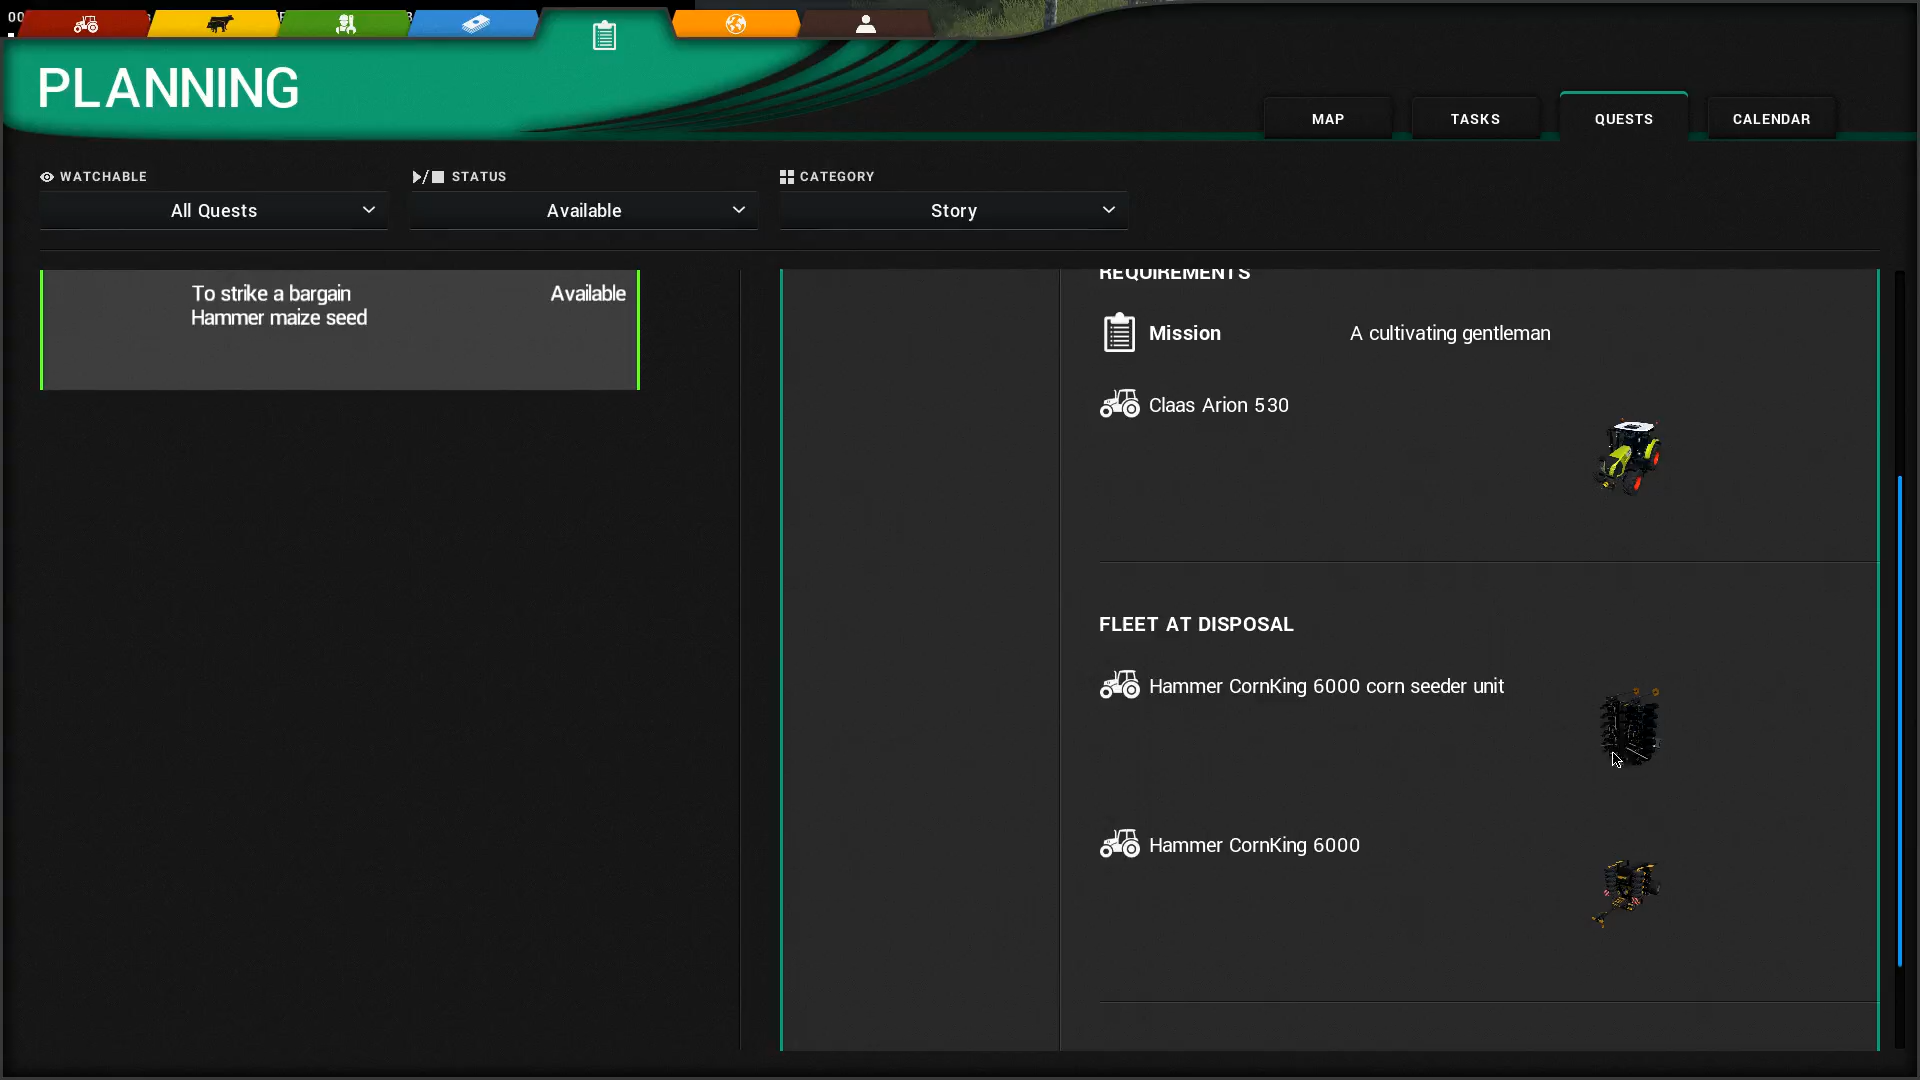 PLANNING
MAP
TASKS
QUESTS
CALENDAR
WATCHABLE
STATUS
CATEGORY
All Quests
Available
Story
To strike a bargain
Available
Hammer maize seed
REQUIREMENTS
Mission
A cultivating gentleman
Claas Arion 530
FLEET AT DISPOSAL
Hammer CornKing 6000 corn seeder unit
Hammer CornKing 6000